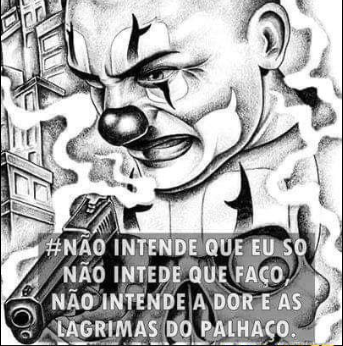 #NÃO INTENDE QUE EU SO
NÃO INTEDE QUE FAÇO,
NÃO INTENDE A DOR E AS
LAGRIMAS DO PALHAÇO.